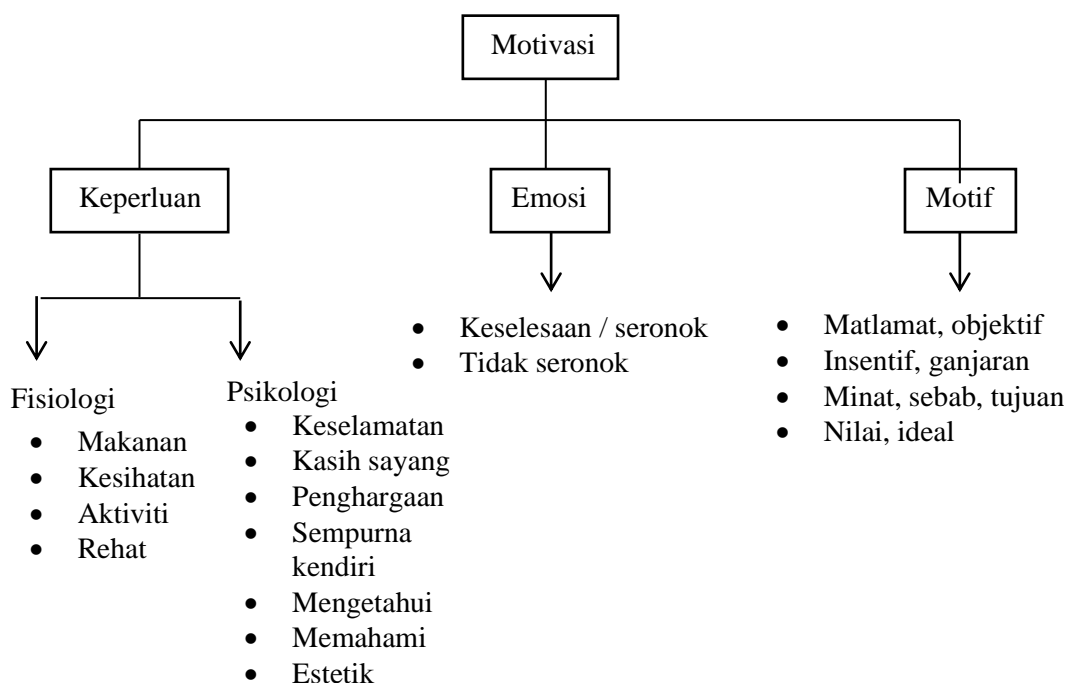 Motivasi
Keperluan
Emosi
Motif
Fisiologi
• Makanan
• Kesihatan
• Aktiviti
• Rehat
Psikologi
• Keselamatan
• Kasih sayang
• Penghargaan
• Sempurna
kendiri
• Mengetahui
• Memahami
• Estetik
• Keselesaan / seronok
• Tidak seronok
• Matlamat, objektif
• Insentif, ganjaran
• Minat, sebab, tujuan
• Nilai, ideal